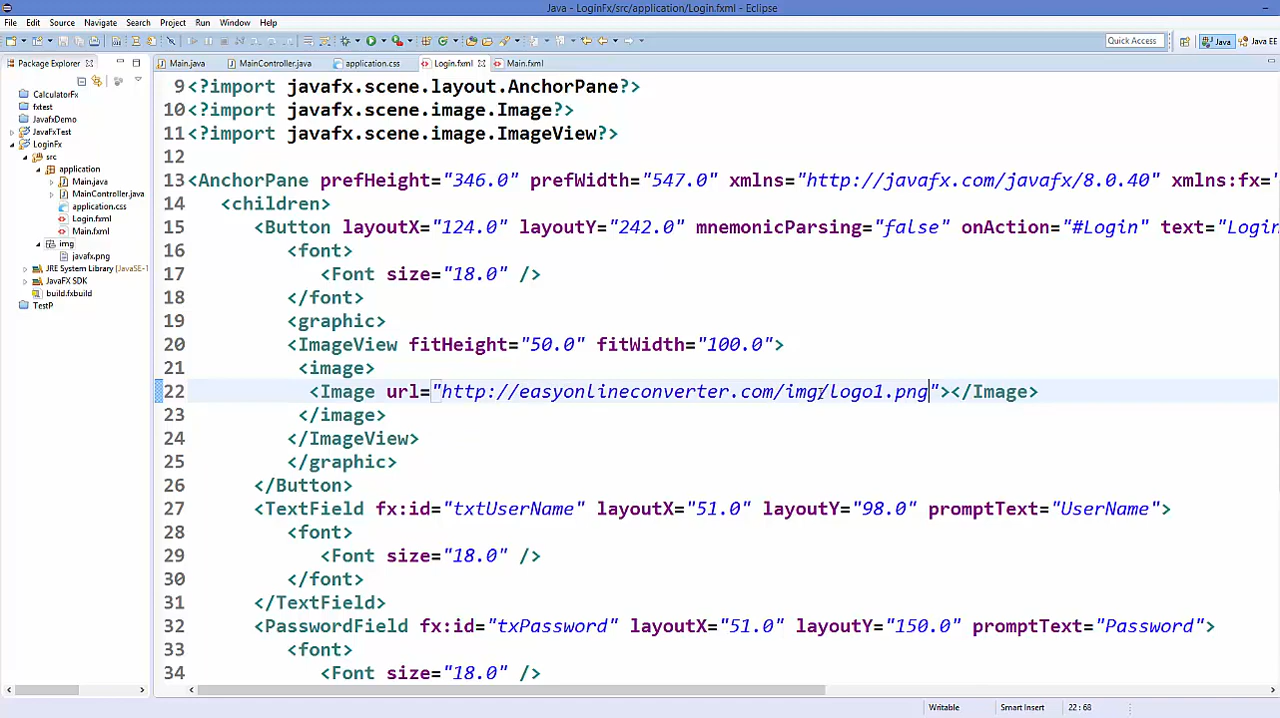 Java - LoginFx/src/application/Login.fxml - Eclipse
File Edit Source Navigate Search Project Run Window Help
Quick Access Java Java EE
Package Explorer
Main.java MainController.java application.css Login.fxml Main.fxml
CalculatorFx
fxtest
JavafxDemo
JavafxTest
LoginFx
src
application
Main.java
MainController.java
application.css
Login.fxml
Main.fxml
img
javafx.png
JRE System Library [JavaSE-1
JavaFX SDK
build.fxbuild
TestP
9 <?import javafx.scene.layout.AnchorPane?>
10 <?import javafx.scene.image.Image?>
11 <?import javafx.scene.image.ImageView?>
12
13 <AnchorPane prefHeight="346.0" prefWidth="547.0" xmlns="http://javafx.com/javafx/8.0.40" xmlns:fx="
14 <children>
15 <Button layoutX="124.0" layoutY="242.0" mnemonicParsing="false" onAction="#Login" text="Login
16 <font>
17 <Font size="18.0" />
18 </font>
19 <graphic>
20 <ImageView fitHeight="50.0" fitWidth="100.0">
21 <image>
22 <Image url="http://easyonlineconverter.com/img/logo1.png"></Image>
23 </image>
24 </ImageView>
25 </graphic>
26 </Button>
27 <TextField fx:id="txtUserName" layoutX="51.0" layoutY="98.0" promptText="UserName">
28 <font>
29 <Font size="18.0" />
30 </font>
31 </TextField>
32 <PasswordField fx:id="txPassword" layoutX="51.0" layoutY="150.0" promptText="Password">
33 <font>
34 <Font size="18.0" />
Writable Smart Insert 22 : 68